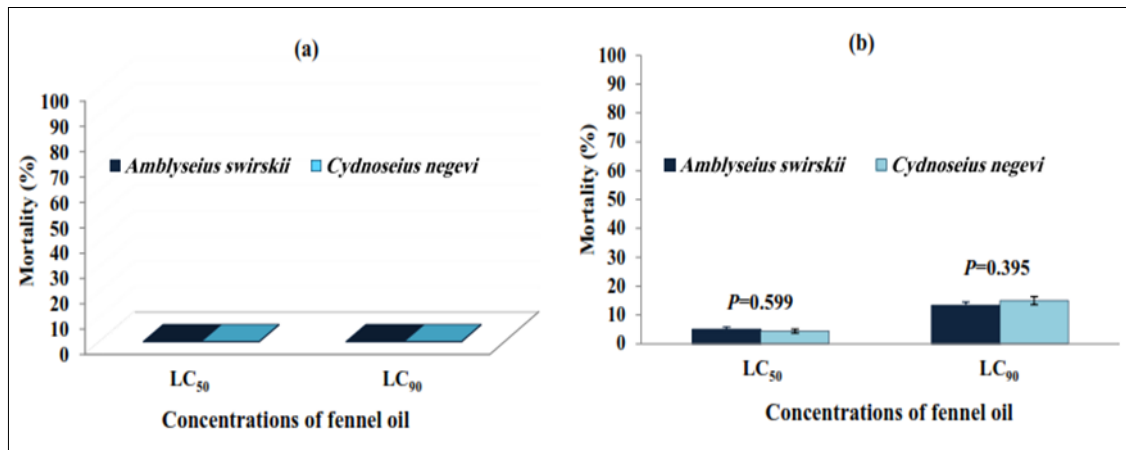 (a)
100
90
80
70
60
50
40
30
20
10
0
Mortality (%)
Amblyseius swirskii Cydnoseius negevi
LC₅₀ LC₉₀
Concentrations of fennel oil
(b)
100
90
80
70
60
50
40
30
20
10
0
Mortality (%)
Amblyseius swirskii Cydnoseius negevi
P=0.599
P=0.395
LC₅₀ LC₉₀
Concentrations of fennel oil